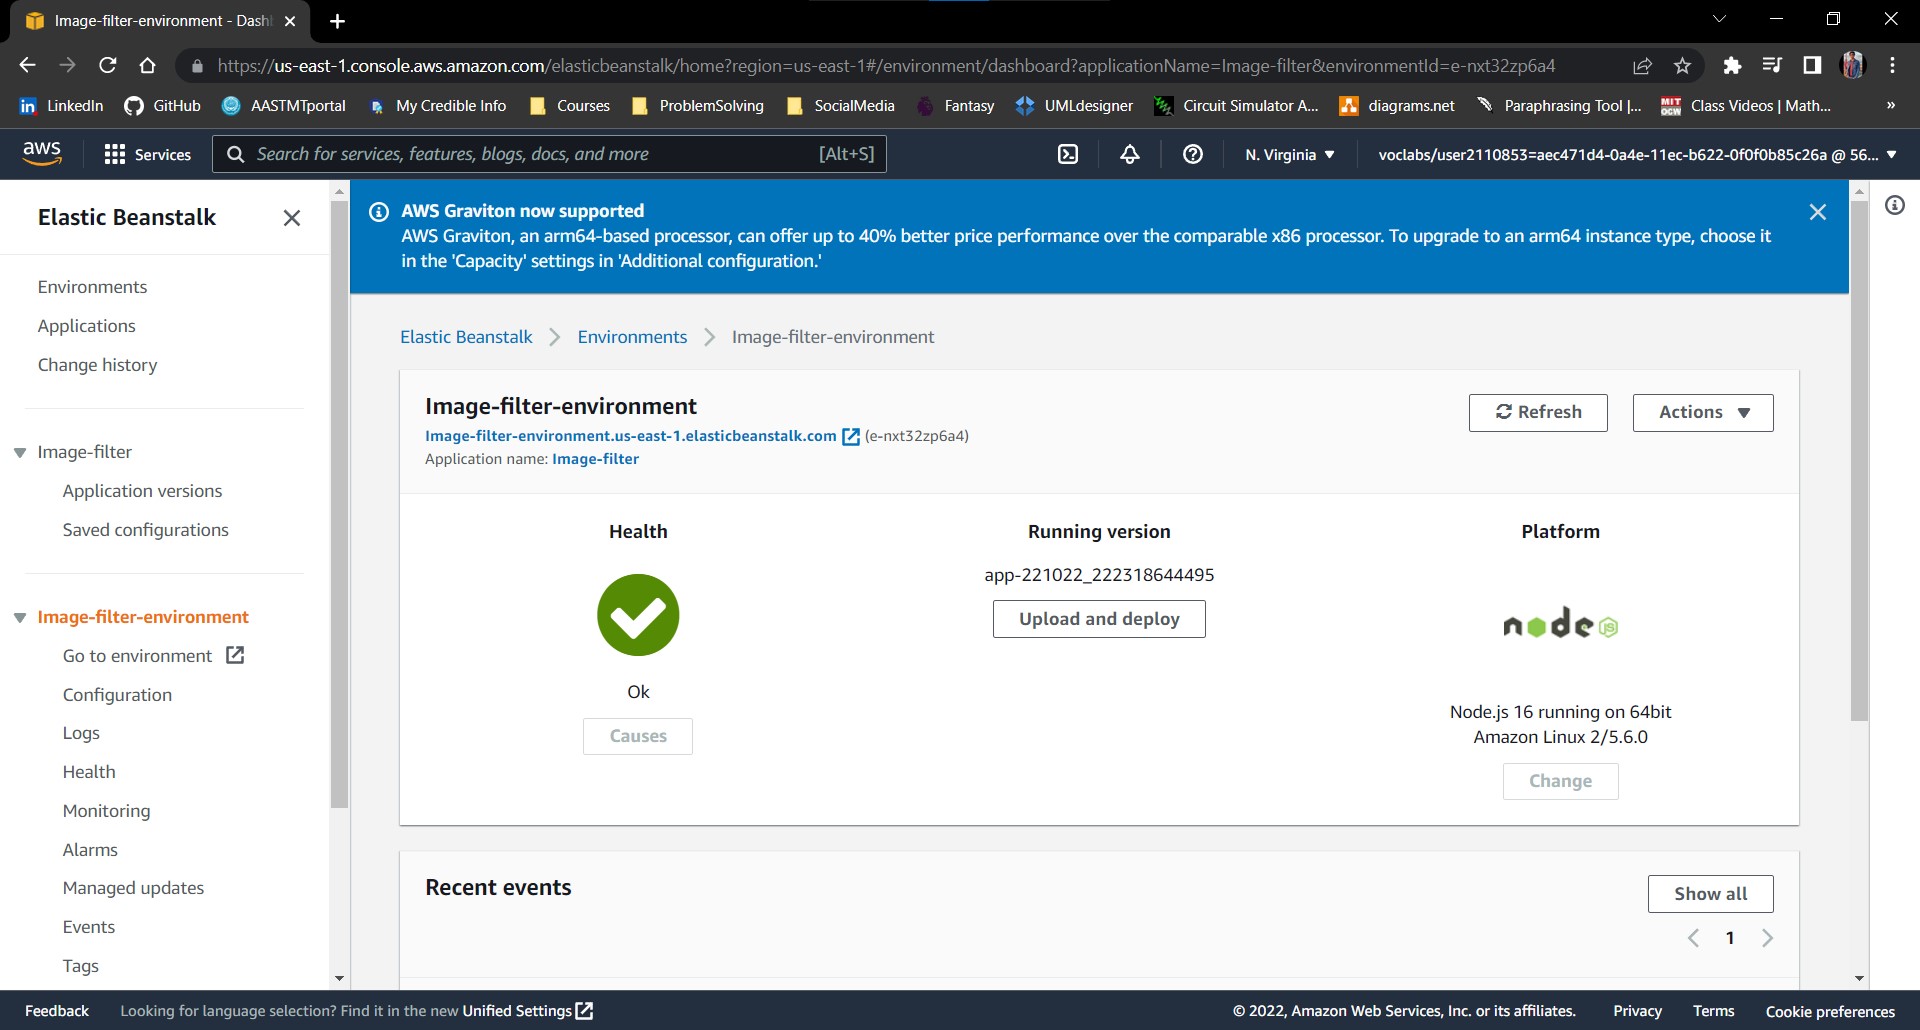 Image-filter-environment - Dash
https://us-east-1.console.aws.amazon.com/elasticbeanstalk/home?region=us-east-1#/environment/dashboard?applicationName=Image-filter&environmentId=e-nxt32zp6a4
LinkedIn GitHub AASTMTportal My Credible Info Courses ProblemSolving SocialMedia Fantasy UMLdesigner Circuit Simulator A... diagrams.net Paraphrasing Tool |... MIT OCW Class Videos | Math... »
aws Services Search for services, features, blogs, docs, and more [Alt+S] N. Virginia voclabs/user2110853=aec471d4-0a4e-11ec-b622-0f0f0b85c26a @ 56...
Elastic Beanstalk
Environments
Applications
Change history
Image-filter
Application versions
Saved configurations
Image-filter-environment
Go to environment
Configuration
Logs
Health
Monitoring
Alarms
Managed updates
Events
Tags
AWS Graviton now supported
AWS Graviton, an arm64-based processor, can offer up to 40% better price performance over the comparable x86 processor. To upgrade to an arm64 instance type, choose it
in the 'Capacity' settings in 'Additional configuration.'
Elastic Beanstalk Environments Image-filter-environment
Image-filter-environment
Image-filter-environment.us-east-1.elasticbeanstalk.com (e-nxt32zp6a4)
Application name: Image-filter
Refresh
Actions
Health
Ok
Causes
Running version
app-221022_222318644495
Upload and deploy
Platform
node JS
Node.js 16 running on 64bit
Amazon Linux 2/5.6.0
Change
Recent events
Show all
1
Feedback Looking for language selection? Find it in the new Unified Settings © 2022, Amazon Web Services, Inc. or its affiliates. Privacy Terms Cookie preferences